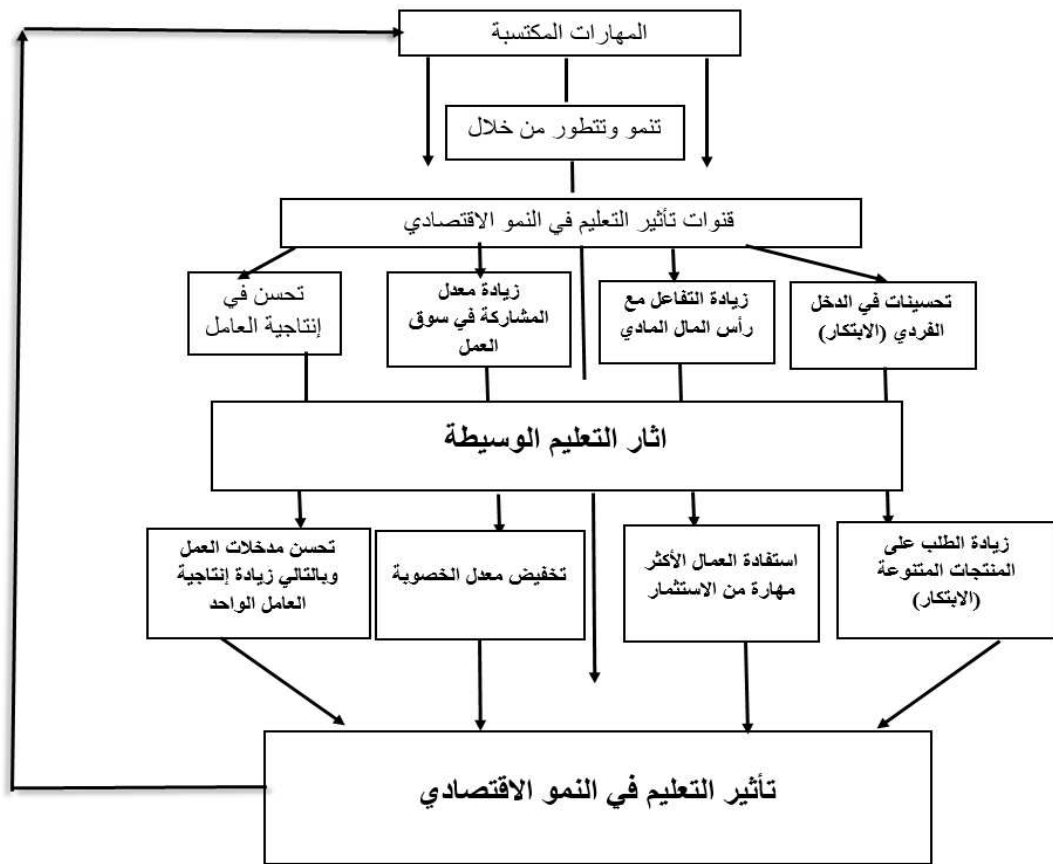 المهارات المكتسبة
تنمو وتتطور من خلال
قنوات تأثير التعليم في النمو الاقتصادي
تحسينات في الدخل
الفردي (الابتكار)
زيادة التفاعل مع
رأس المال المادي
زيادة معدل
المشاركة في سوق
العمل
تحسن في
إنتاجية العامل
اثار التعليم الوسيطة
زيادة الطلب على
المنتجات المتنوعة
(الابتكار)
استفادة العمال الأكثر
مهارة من الاستثمار
تخفيض معدل الخصوبة
تحسن مدخلات العمل
وبالتالي زيادة إنتاجية
العامل الواحد
تأثير التعليم في النمو الاقتصادي